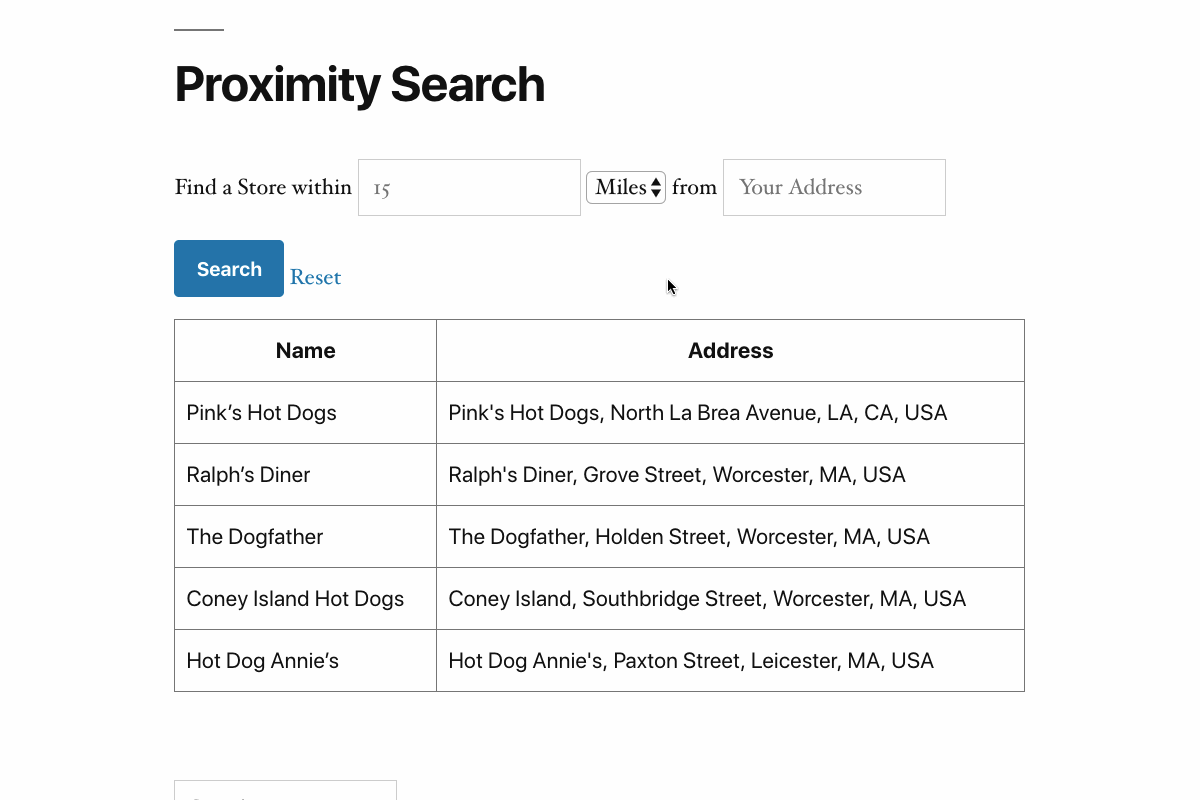 Proximity Search
Find a Store within 15 Miles from Your Address
Search Reset
Name Address
Pink’s Hot Dogs Pink's Hot Dogs, North La Brea Avenue, LA, CA, USA
Ralph’s Diner Ralph's Diner, Grove Street, Worcester, MA, USA
The Dogfather The Dogfather, Holden Street, Worcester, MA, USA
Coney Island Hot Dogs Coney Island, Southbridge Street, Worcester, MA, USA
Hot Dog Annie’s Hot Dog Annie's, Paxton Street, Leicester, MA, USA